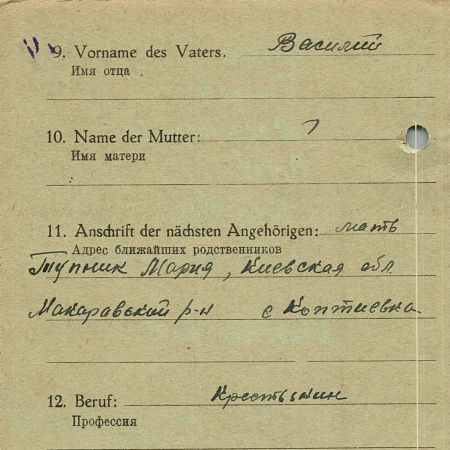 9. Vorname des Vaters. Василий
Имя отца
10. Name der Mutter:
Имя матери
11. Anschrift der nächsten Angehörigen: мать
Адрес ближайших родственников
Тупник Мария, Киевская обл
Макаравский р-н с Коптиевка
12. Beruf: Крестьянин
Профессия